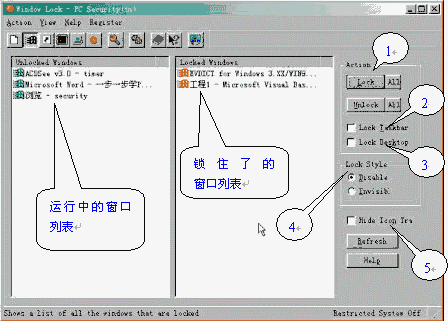 Window Lock - PC Security(tm)
Action View Help Register
Unlocked Windows
ACDSee v3.0 - timer
Microsoft Word - 一步一步学P...
浏览 - security
运行中的窗口
列表
Locked Windows
EVDICT for Windows 3.XX/WIN9...
工程1 - Microsoft Visual Bas...
锁住了的
窗口列表
Action
1
Lock All
Unlock All
2
Lock Taskbar
Lock Desktop
3
Lock Style
Disable
Invisibl
4
Hide Icon Tra
Refresh
Help
5
Shows a list of all the windows that are locked
Restricted System Off